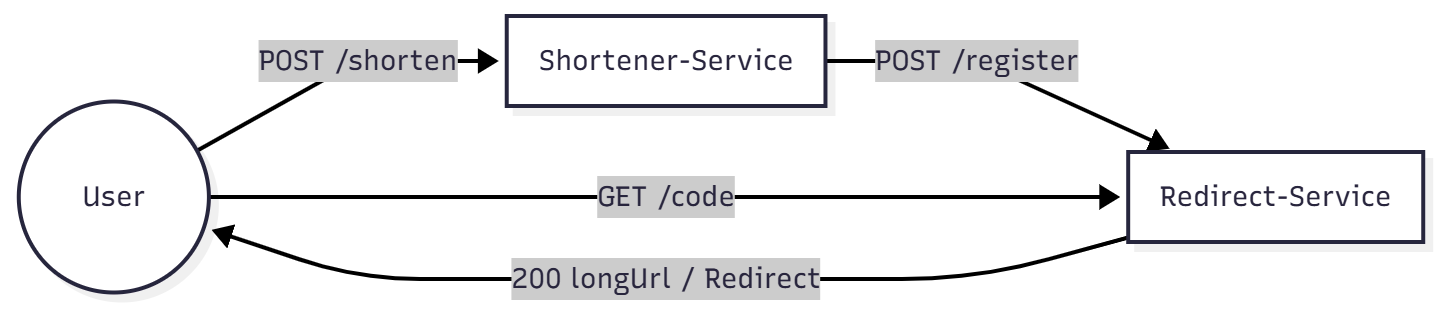 POST /shorten
Shortener-Service
POST /register
User
GET /code
Redirect-Service
200 longUrl / Redirect